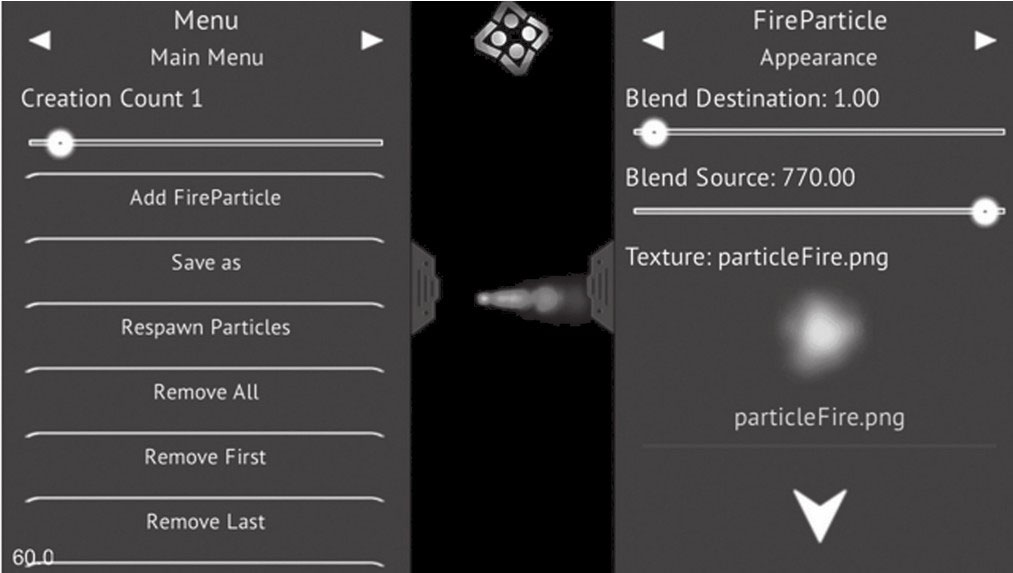 Menu
Main Menu
Creation Count 1
Add FireParticle
Save as
Respawn Particles
Remove All
Remove First
Remove Last
60.0
FireParticle
Appearance
Blend Destination: 1.00
Blend Source: 770.00
Texture: particleFire.png
particleFire.png